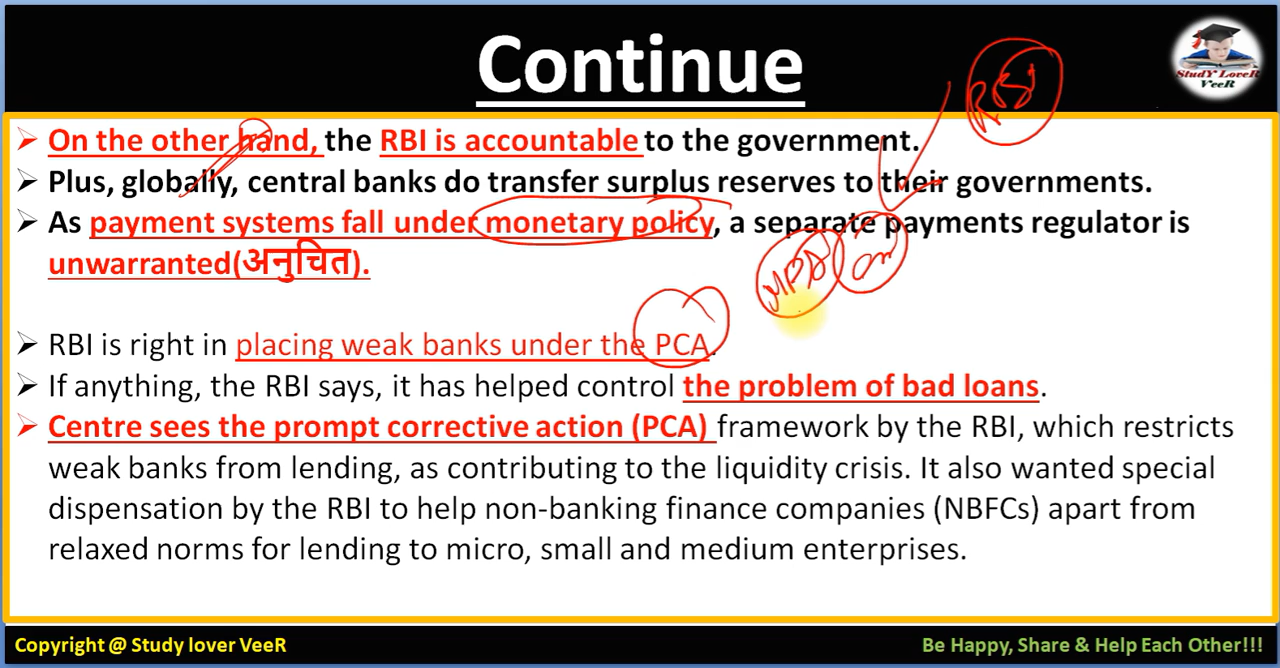 Continue
StudY LoveR
VeeR
➢ On the other hand, the RBI is accountable to the government.
➢ Plus, globally, central banks do transfer surplus reserves to their governments.
➢ As payment systems fall under monetary policy, a separate payments regulator is
unwarranted(अनुचित).
➢ RBI is right in placing weak banks under the PCA.
➢ If anything, the RBI says, it has helped control the problem of bad loans.
➢ Centre sees the prompt corrective action (PCA) framework by the RBI, which restricts
weak banks from lending, as contributing to the liquidity crisis. It also wanted special
dispensation by the RBI to help non-banking finance companies (NBFCs) apart from
relaxed norms for lending to micro, small and medium enterprises.
Copyright @ Study lover VeeR
Be Happy, Share & Help Each Other!!!